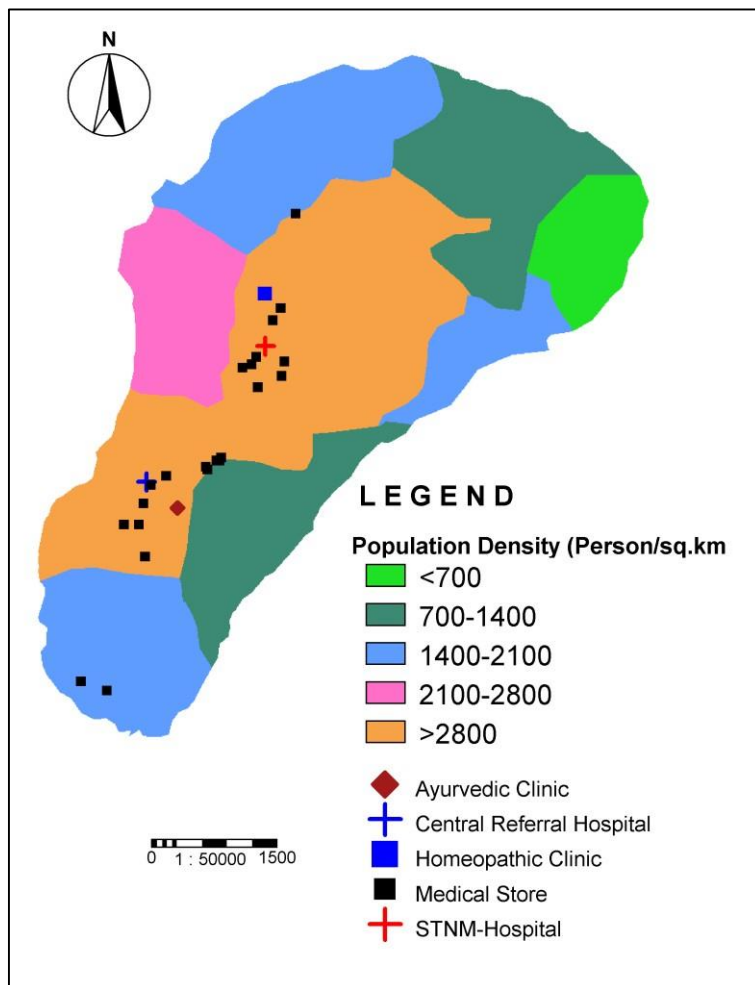 N
L E G E N D
Population Density (Person/sq.km
<700
700-1400
1400-2100
2100-2800
>2800
Ayurvedic Clinic
Central Referral Hospital
Homeopathic Clinic
Medical Store
STNM-Hospital
0 1 : 50000 1500